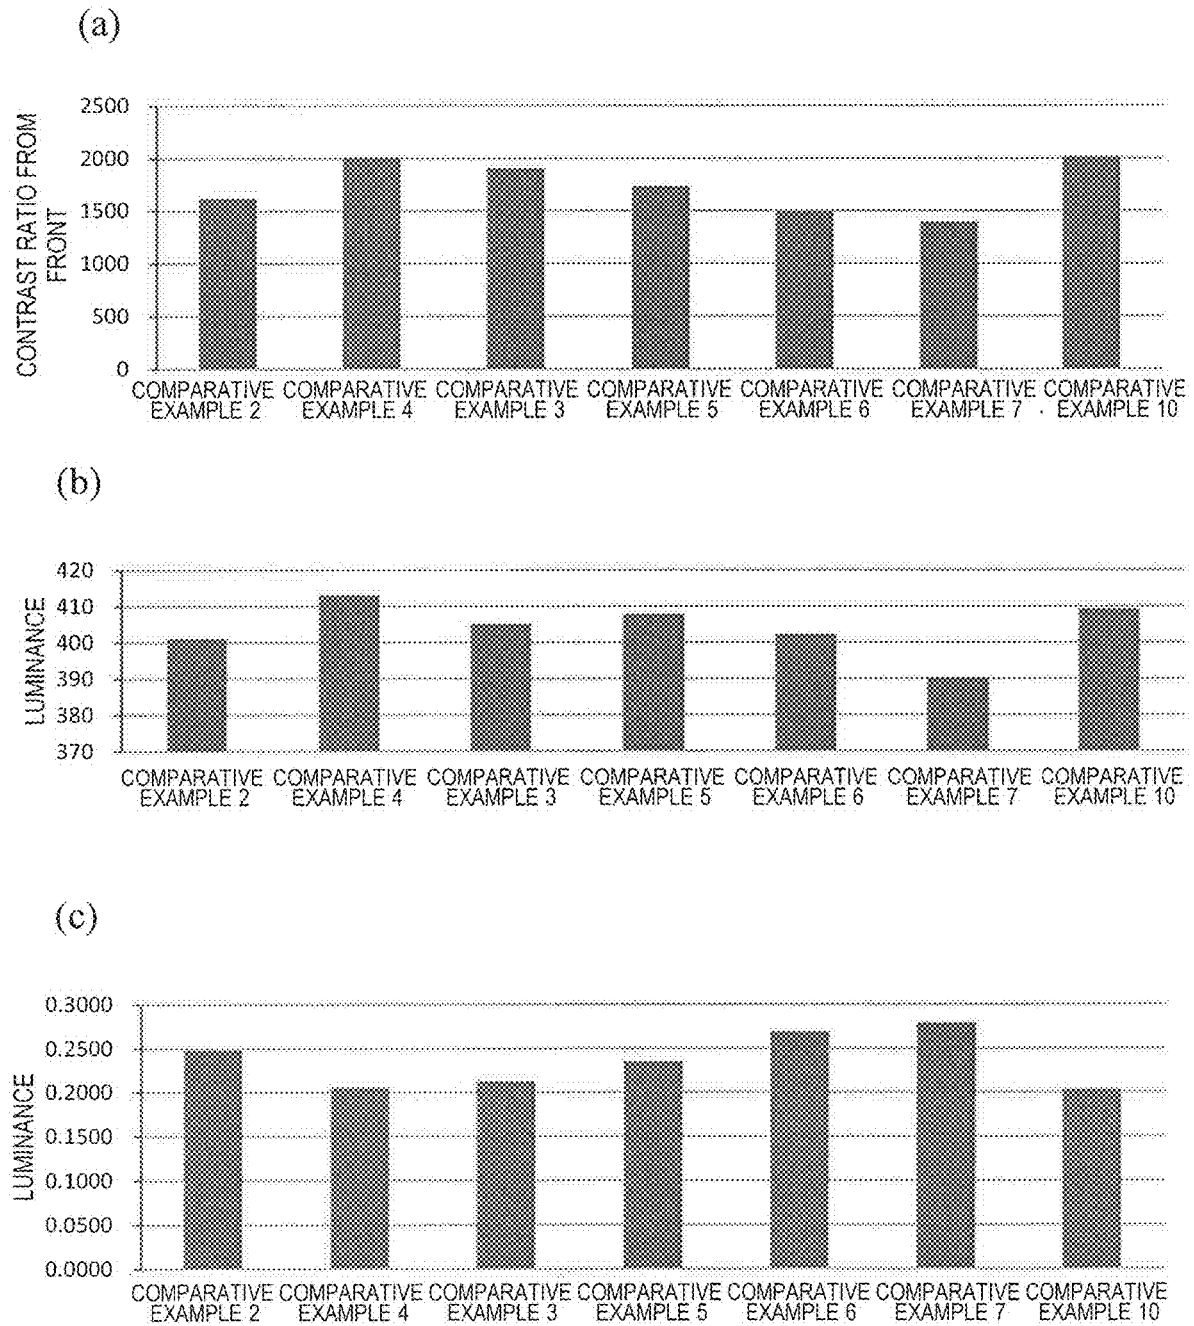 (a)
CONTRAST RATIO FROM
FRONT
2500
2000
1500
1000
500
0
COMPARATIVE EXAMPLE 2
COMPARATIVE EXAMPLE 4
COMPARATIVE EXAMPLE 3
COMPARATIVE EXAMPLE 5
COMPARATIVE EXAMPLE 6
COMPARATIVE EXAMPLE 7
COMPARATIVE EXAMPLE 10
(b)
LUMINANCE
420
410
400
390
380
370
COMPARATIVE EXAMPLE 2
COMPARATIVE EXAMPLE 4
COMPARATIVE EXAMPLE 3
COMPARATIVE EXAMPLE 5
COMPARATIVE EXAMPLE 6
COMPARATIVE EXAMPLE 7
COMPARATIVE EXAMPLE 10
(c)
LUMINANCE
0.3000
0.2500
0.2000
0.1500
0.1000
0.0500
0.0000
COMPARATIVE EXAMPLE 2
COMPARATIVE EXAMPLE 4
COMPARATIVE EXAMPLE 3
COMPARATIVE EXAMPLE 5
COMPARATIVE EXAMPLE 6
COMPARATIVE EXAMPLE 7
COMPARATIVE EXAMPLE 10